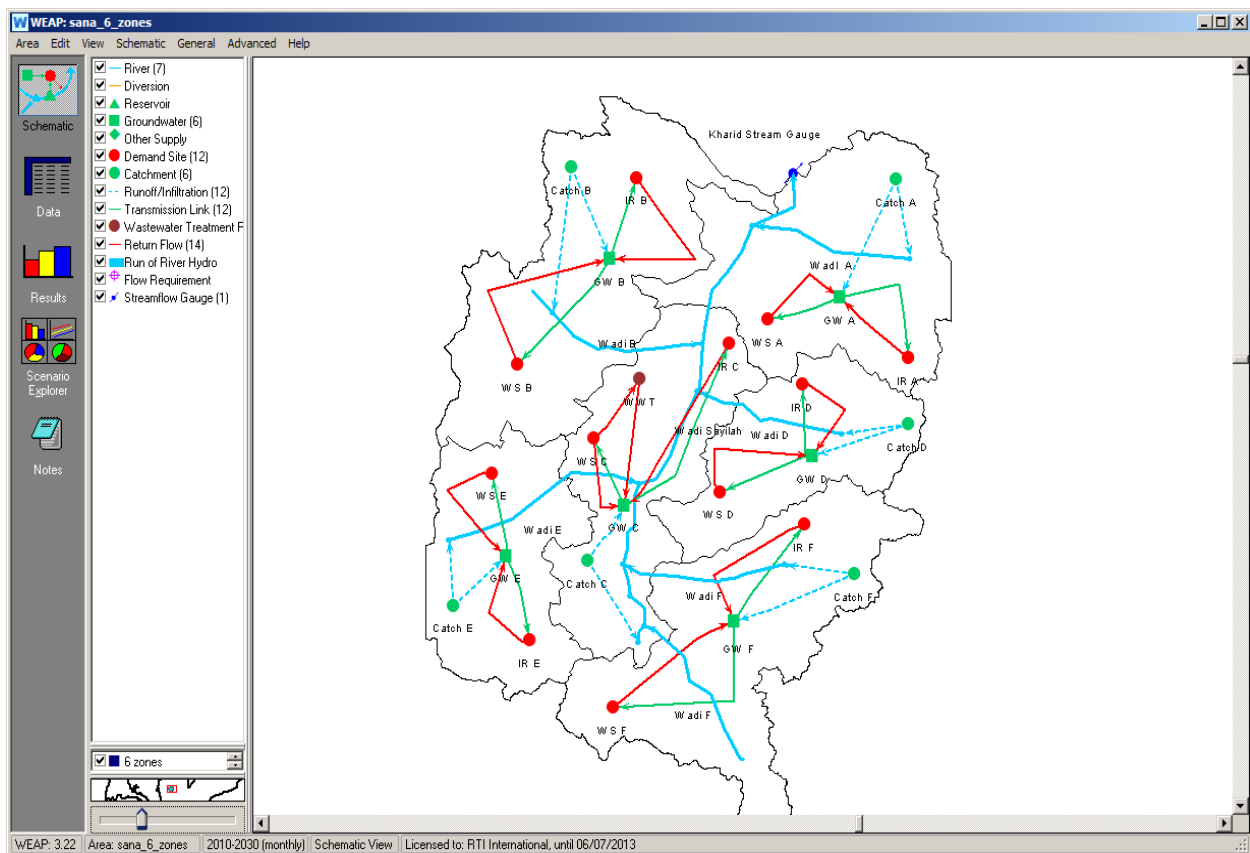 WEAP: sana_6_zones
Area Edit View Schematic General Advanced Help
Schematic
Data
Results
Scenario
Explorer
Notes
River (7)
Diversion
Reservoir
Groundwater (6)
Other Supply
Demand Site (12)
Catchment (6)
Runoff/Infiltration (12)
Transmission Link (12)
Wastewater Treatment F
Return Flow (14)
Run of River Hydro
Flow Requirement
Streamflow Gauge (1)
6 zones
Kharid Stream Gauge
Catch B
IR B
Catch A
GW B
Wadi A
GW A
WS A
Wadi B
IR C
IR A
WS B
WWT
IR D
Wadi Sayilah
Wadi D
Catch D
WS C
GW D
WS E
WS D
GW C
Wadi E
IR F
GW E
Catch C
Catch F
Wadi F
Catch E
GW F
IR E
Wadi F
WS F
WEAP: 3.22 Area: sana_6_zones 2010-2030 (monthly) Schematic View Licensed to: RTI International, until 06/07/2013